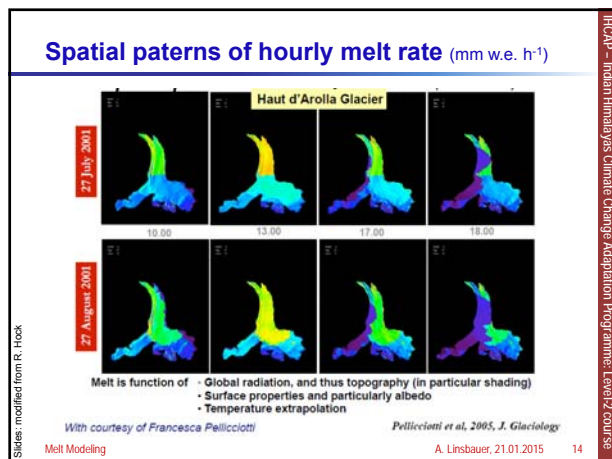 Spatial paterns of hourly melt rate (mm w.e. h-1)
Haut d'Arolla Glacier
27 July 2001
10.00 13.00 17.00 18.00
27 August 2001
Melt is function of • Global radiation, and thus topography (in particular shading)
• Surface properties and particularly albedo
• Temperature extrapolation
With courtesy of Francesca Pellicciotti
Pellicciotti et al, 2005, J. Glaciology
Melt Modeling
A. Linsbauer, 21.01.2015
14
Slides: modified from R. Hock
IHCAP – Indian Himalayas Climate Change Adaptation Programme: Level-2 course